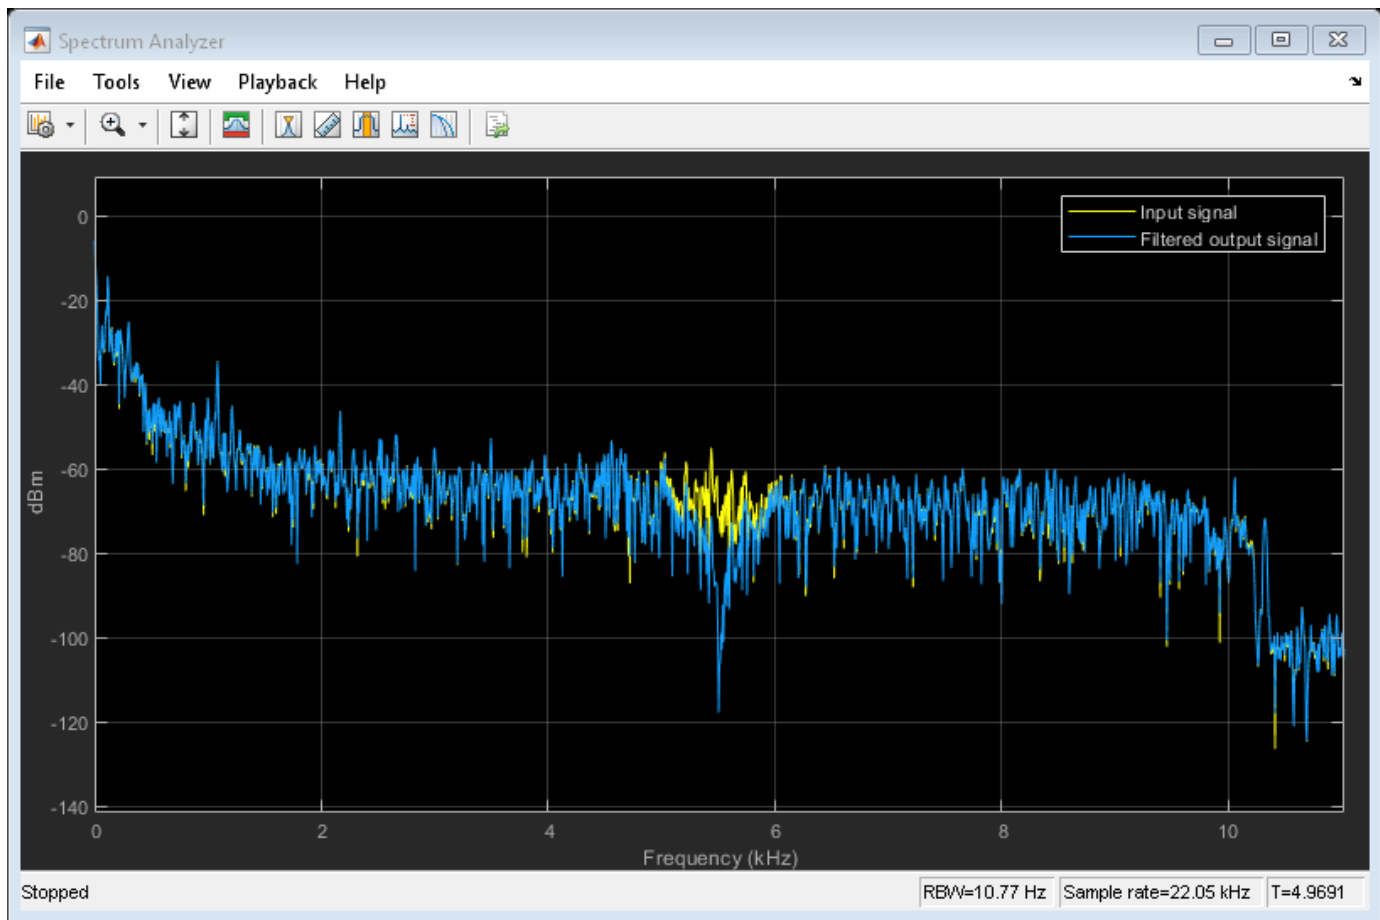 Spectrum Analyzer
File Tools View Playback Help
Input signal
Filtered output signal
0
-20
-40
-60
-80
-100
-120
-140
dBm
0 2 4 6 8 10
Frequency (kHz)
Stopped RBW=10.77 Hz Sample rate=22.05 kHz T=4.9691